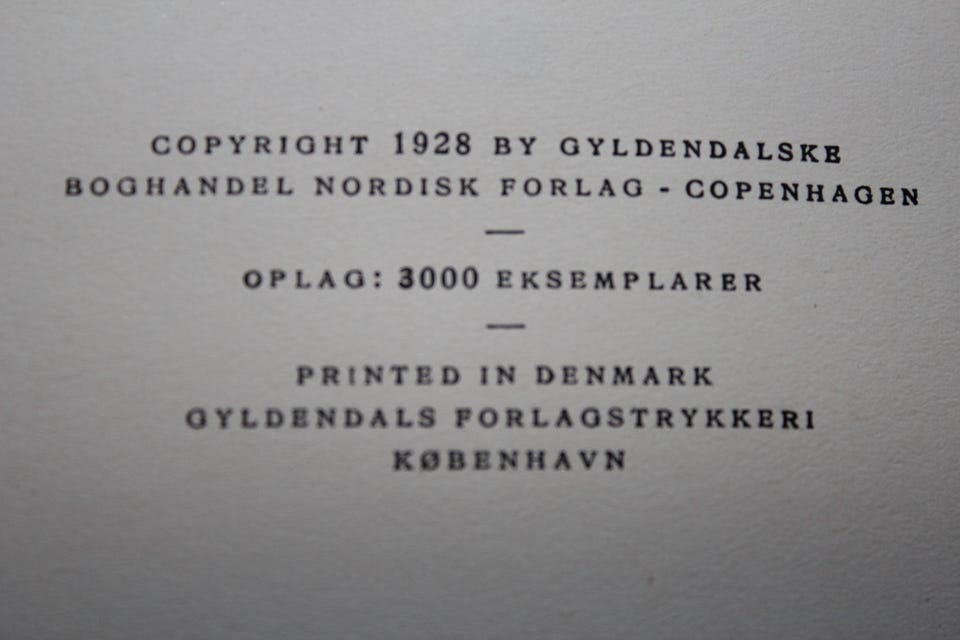 COPYRIGHT 1928 BY GYLDENDALSKE
BOGHANDEL NORDISK FORLAG - COPENHAGEN
—
OPLAG: 3000 EKSEMPLARER
—
PRINTED IN DENMARK
GYLDENDALS FORLAGSTRYKKERI
KØBENHAVN